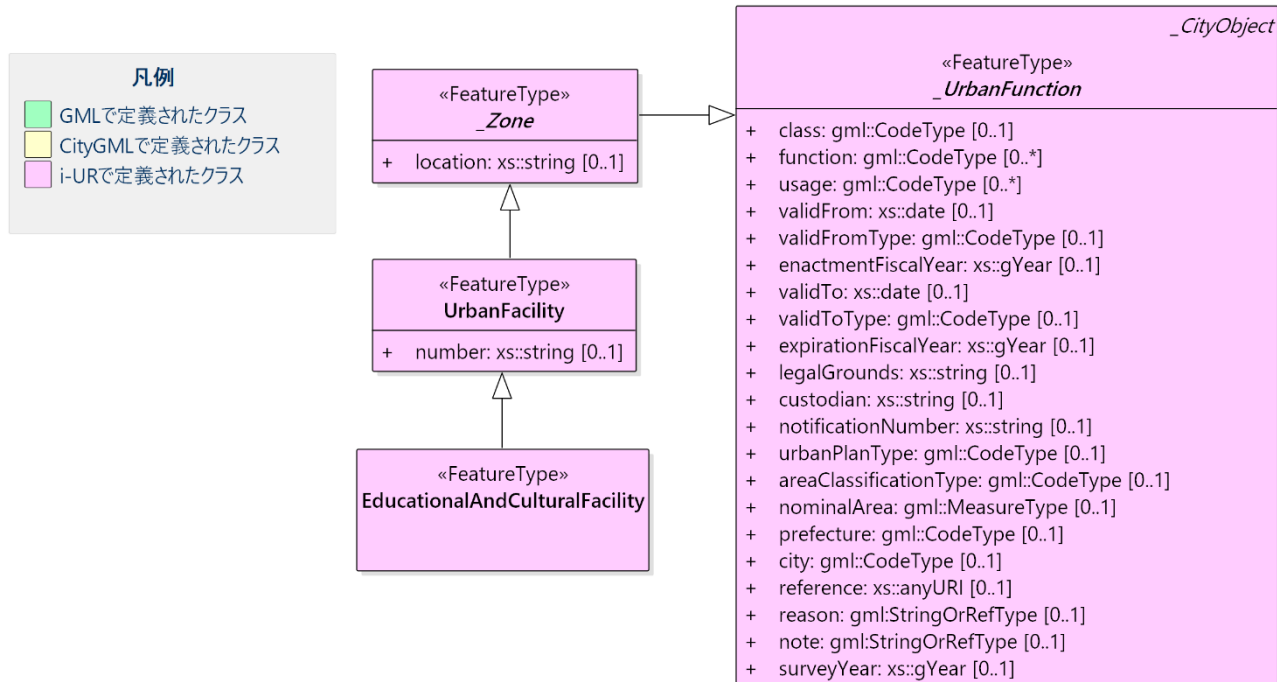 凡例
GMLで定義されたクラス
CityGMLで定義されたクラス
i-URで定義されたクラス
«FeatureType»
_Zone
+ location: xs::string [0..1]
«FeatureType»
UrbanFacility
+ number: xs::string [0..1]
«FeatureType»
EducationalAndCulturalFacility
_CityObject
«FeatureType»
_UrbanFunction
+ class: gml::CodeType [0..1]
+ function: gml::CodeType [0..*]
+ usage: gml::CodeType [0..*]
+ validFrom: xs::date [0..1]
+ validFromType: gml::CodeType [0..1]
+ enactmentFiscalYear: xs::gYear [0..1]
+ validTo: xs::date [0..1]
+ validToType: gml::CodeType [0..1]
+ expirationFiscalYear: xs::gYear [0..1]
+ legalGrounds: xs::string [0..1]
+ custodian: xs::string [0..1]
+ notificationNumber: xs::string [0..1]
+ urbanPlanType: gml::CodeType [0..1]
+ areaClassificationType: gml::CodeType [0..1]
+ nominalArea: gml::MeasureType [0..1]
+ prefecture: gml::CodeType [0..1]
+ city: gml::CodeType [0..1]
+ reference: xs::anyURI [0..1]
+ reason: gml:StringOrRefType [0..1]
+ note: gml:StringOrRefType [0..1]
+ surveyYear: xs::gYear [0..1]